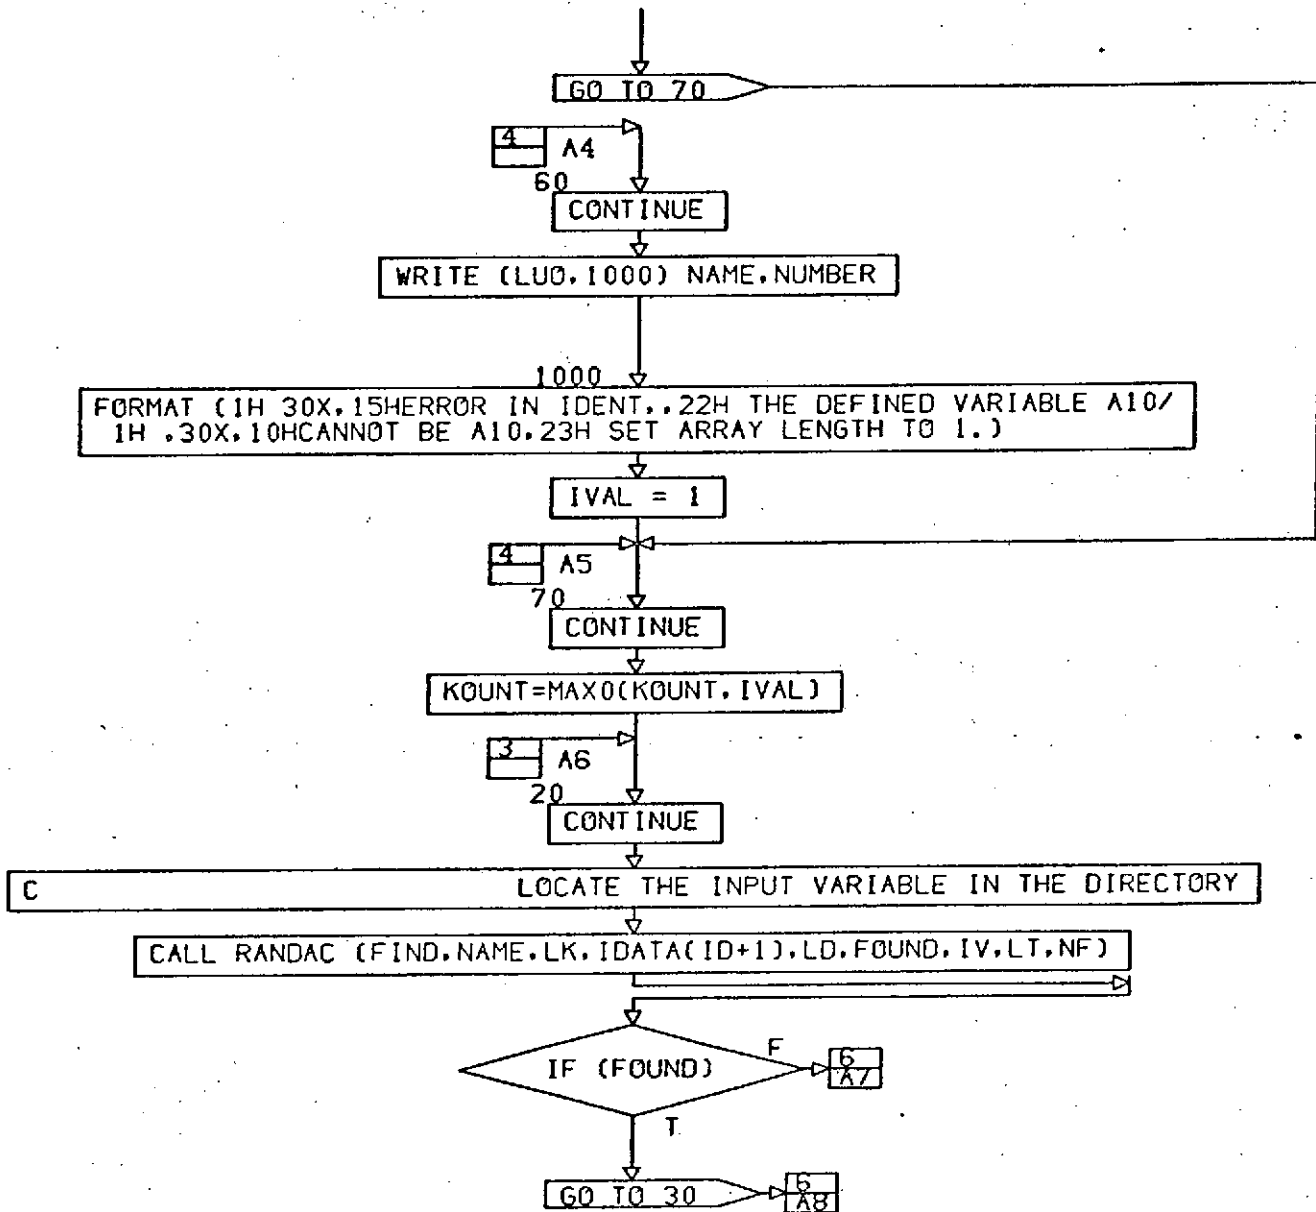 GO TO 70
4
A4
60
CONTINUE
WRITE (LUO,1000) NAME,NUMBER
1000
FORMAT (1H 30X,15HERROR IN IDENT,,22H THE DEFINED VARIABLE A10/
1H ,30X,10HCANNOT BE A10,23H SET ARRAY LENGTH TO 1.)
IVAL = 1
4
A5
70
CONTINUE
KOUNT=MAX0(KOUNT,IVAL)
3
A6
20
CONTINUE
C LOCATE THE INPUT VARIABLE IN THE DIRECTORY
CALL RANDAC (FIND,NAME,LK,IDATA(ID+1),LD,FOUND,IV,LT,NF)
IF (FOUND)
F
6
A7
T
GO TO 30
6
A8